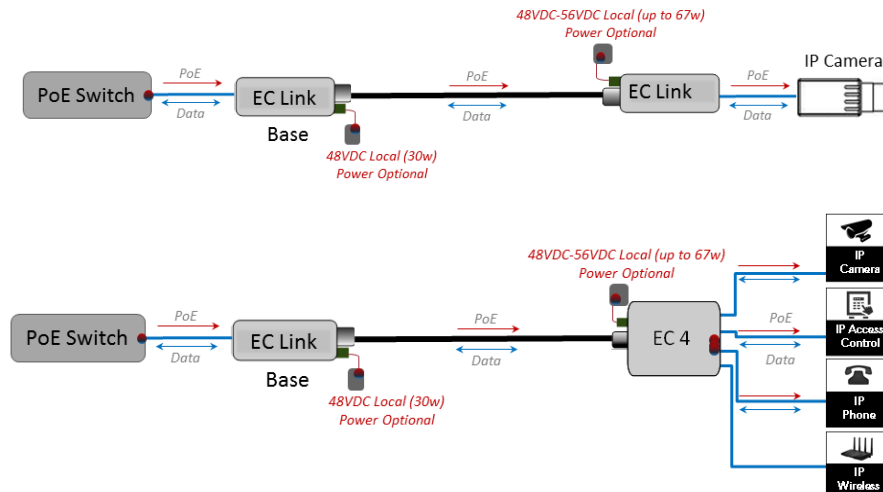 48VDC-56VDC Local (up to 67w)
Power Optional
IP Camera
PoE Switch
PoE
Data
EC Link
Base
48VDC Local (30w)
Power Optional
PoE
Data
EC Link
PoE
Data
48VDC-56VDC Local (up to 67w)
Power Optional
PoE Switch
PoE
Data
EC Link
Base
48VDC Local (30w)
Power Optional
PoE
Data
EC 4
PoE
Data
IP
Camera
IP Access
Control
IP
Phone
IP
Wireless